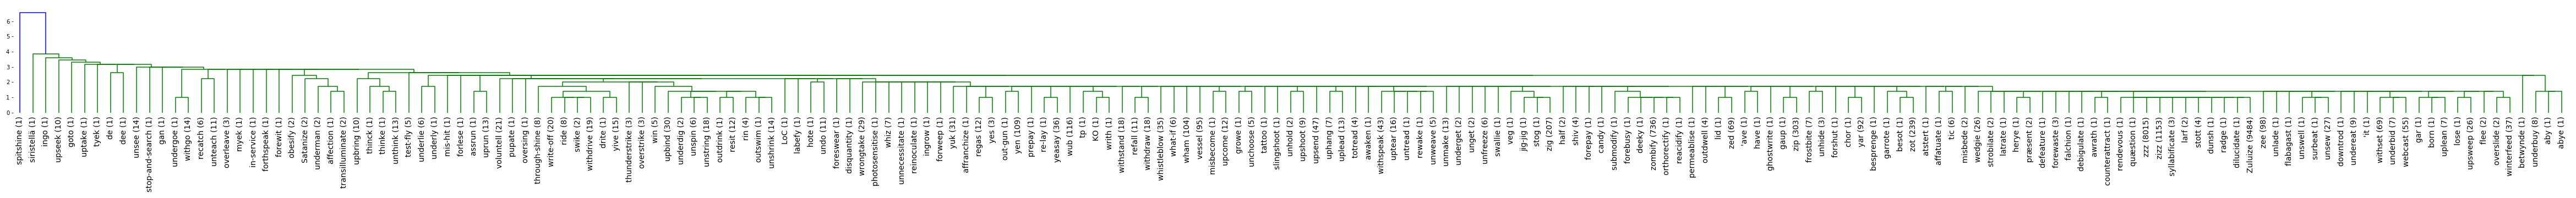 6
5
4
3
2
1
0
splitshine (1)
siristellia (1)
ingo (1)
upseek (10)
goto (1)
uptake (1)
tyek (1)
de (1)
dee (1)
unsee (14)
stop-and-search (1)
gan (1)
undergoe (1)
withgo (14)
recatch (6)
unteach (11)
overleave (3)
myek (1)
in-seince (1)
forthspeak (1)
forewit (1)
obesify (2)
Satanize (2)
underman (2)
affection (1)
transilluminate (2)
upbring (10)
thinck (1)
thinke (1)
unthink (13)
test-fly (5)
underlie (6)
underly (1)
mis-hit (1)
forlese (1)
assrun (1)
uprun (13)
voluntell (21)
pupate (1)
oversing (1)
through-shine (8)
write-off (20)
ride (8)
swike (2)
withdrive (19)
write (1)
yive (15)
thunderstrike (3)
overstrike (3)
win (5)
upbind (30)
underdig (2)
unspin (6)
unstring (18)
outdrink (1)
resit (12)
rin (4)
outswim (1)
unshrink (14)
LOL (1)
labefy (1)
hote (1)
undo (11)
foreswear (1)
disquantity (1)
wrongtake (29)
photosensitise (1)
whiz (7)
unnecessitate (1)
reinoculate (1)
ingrow (1)
forweep (1)
yuk (31)
affranchize (1)
regas (12)
yes (3)
out-gun (1)
yen (109)
prepay (1)
re-lay (1)
yeassay (36)
wub (116)
tp (1)
KO (1)
wrnth (1)
withstand (18)
retail (1)
withdraw (18)
whistleblow (35)
what-if (6)
wham (104)
vessel (95)
misbecome (1)
upcome (12)
growe (1)
unchoose (5)
tattoo (1)
slingshoot (1)
unhold (2)
upshoot (9)
upsend (47)
uphang (7)
uplead (13)
totread (4)
awaken (1)
withspeak (43)
uptear (16)
untread (1)
rewake (1)
unweave (5)
unmake (13)
underget (2)
unget (2)
unfreeze (6)
swallie (1)
veg (1)
jig-jig (1)
stog (1)
zig (207)
half (2)
shiv (4)
forepay (1)
candy (1)
submodify (1)
forebusy (1)
deeky (1)
zombify (736)
orthorectify (1)
reacidify (1)
permeablise (1)
outdwell (4)
lid (1)
zed (69)
'ave (1)
have (1)
ghostwrite (1)
gaup (1)
zip (303)
frostbite (7)
unhide (3)
forhut (1)
chor (1)
yar (92)
besprenge (1)
garrote (1)
besot (1)
zot (239)
atstert (1)
affatuate (1)
tic (6)
misbede (2)
wedgie (26)
strobilate (2)
latrate (1)
herye (1)
praesent (2)
defeature (1)
forewaste (3)
falchion (1)
debigulate (1)
awrath (1)
counterattract (1)
rendevous (1)
quæstion (1)
zzz (8015)
zizz (1153)
syllabificate (3)
larf (2)
stott (4)
dunsh (1)
radge (1)
dilucidate (1)
Zuluize (9484)
zee (98)
unlade (1)
flabagast (1)
unswell (1)
surbeat (1)
unsew (27)
downtrod (1)
undereat (9)
sit (1)
withset (69)
underbid (7)
webcast (55)
gar (1)
born (1)
uplean (7)
lose (1)
upsweep (26)
flee (2)
overslide (2)
winterfeed (37)
betwynde (1)
underbuy (8)
aby (1)
abye (1)